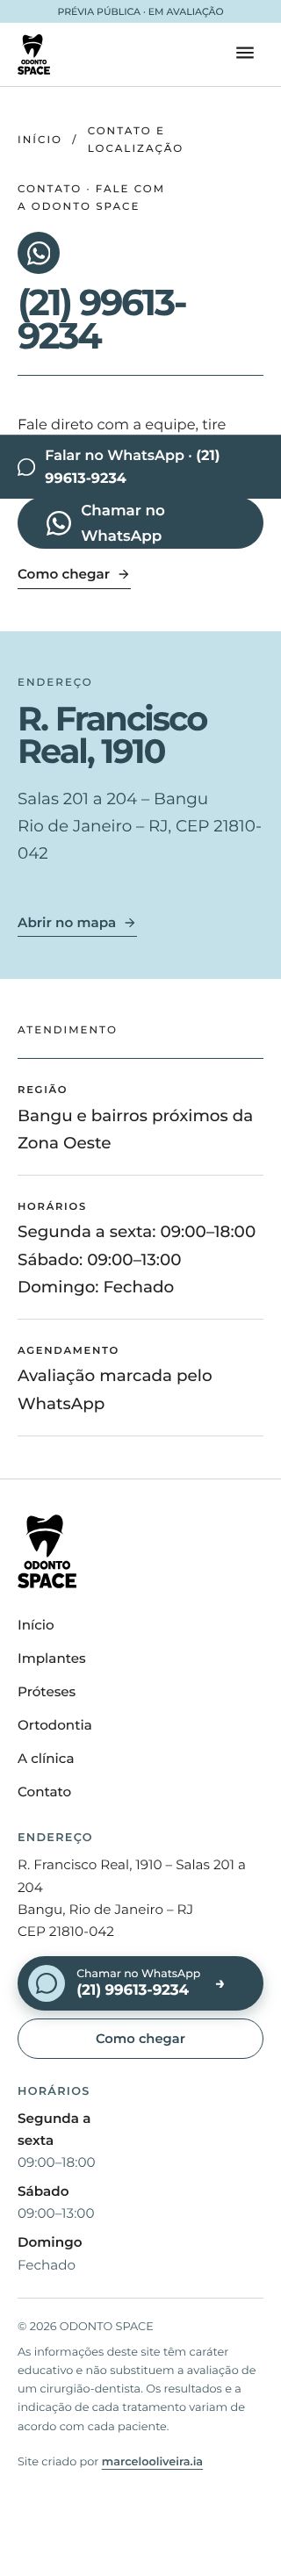 PRÉVIA PÚBLICA · EM AVALIAÇÃO
ODONTO
SPACE
INÍCIO / CONTATO E
LOCALIZAÇÃO
CONTATO · FALE COM
A ODONTO SPACE
(21) 99613-
9234
Fale direto com a equipe, tire
Falar no WhatsApp · (21)
99613-9234
Chamar no
WhatsApp
Como chegar →
ENDEREÇO
R. Francisco
Real, 1910
Salas 201 a 204 – Bangu
Rio de Janeiro – RJ, CEP 21810-
042
Abrir no mapa →
ATENDIMENTO
REGIÃO
Bangu e bairros próximos da
Zona Oeste
HORÁRIOS
Segunda a sexta: 09:00–18:00
Sábado: 09:00–13:00
Domingo: Fechado
AGENDAMENTO
Avaliação marcada pelo
WhatsApp
ODONTO
SPACE
Início
Implantes
Próteses
Ortodontia
A clínica
Contato
ENDEREÇO
R. Francisco Real, 1910 – Salas 201 a
204
Bangu, Rio de Janeiro – RJ
CEP 21810-042
Chamar no WhatsApp
(21) 99613-9234 →
Como chegar
HORÁRIOS
Segunda a
sexta
09:00–18:00
Sábado
09:00–13:00
Domingo
Fechado
© 2026 ODONTO SPACE
As informações deste site têm caráter
educativo e não substituem a avaliação de
um cirurgião-dentista. Os resultados e a
indicação de cada tratamento variam de
acordo com cada paciente.
Site criado por marcelooliveira.ia